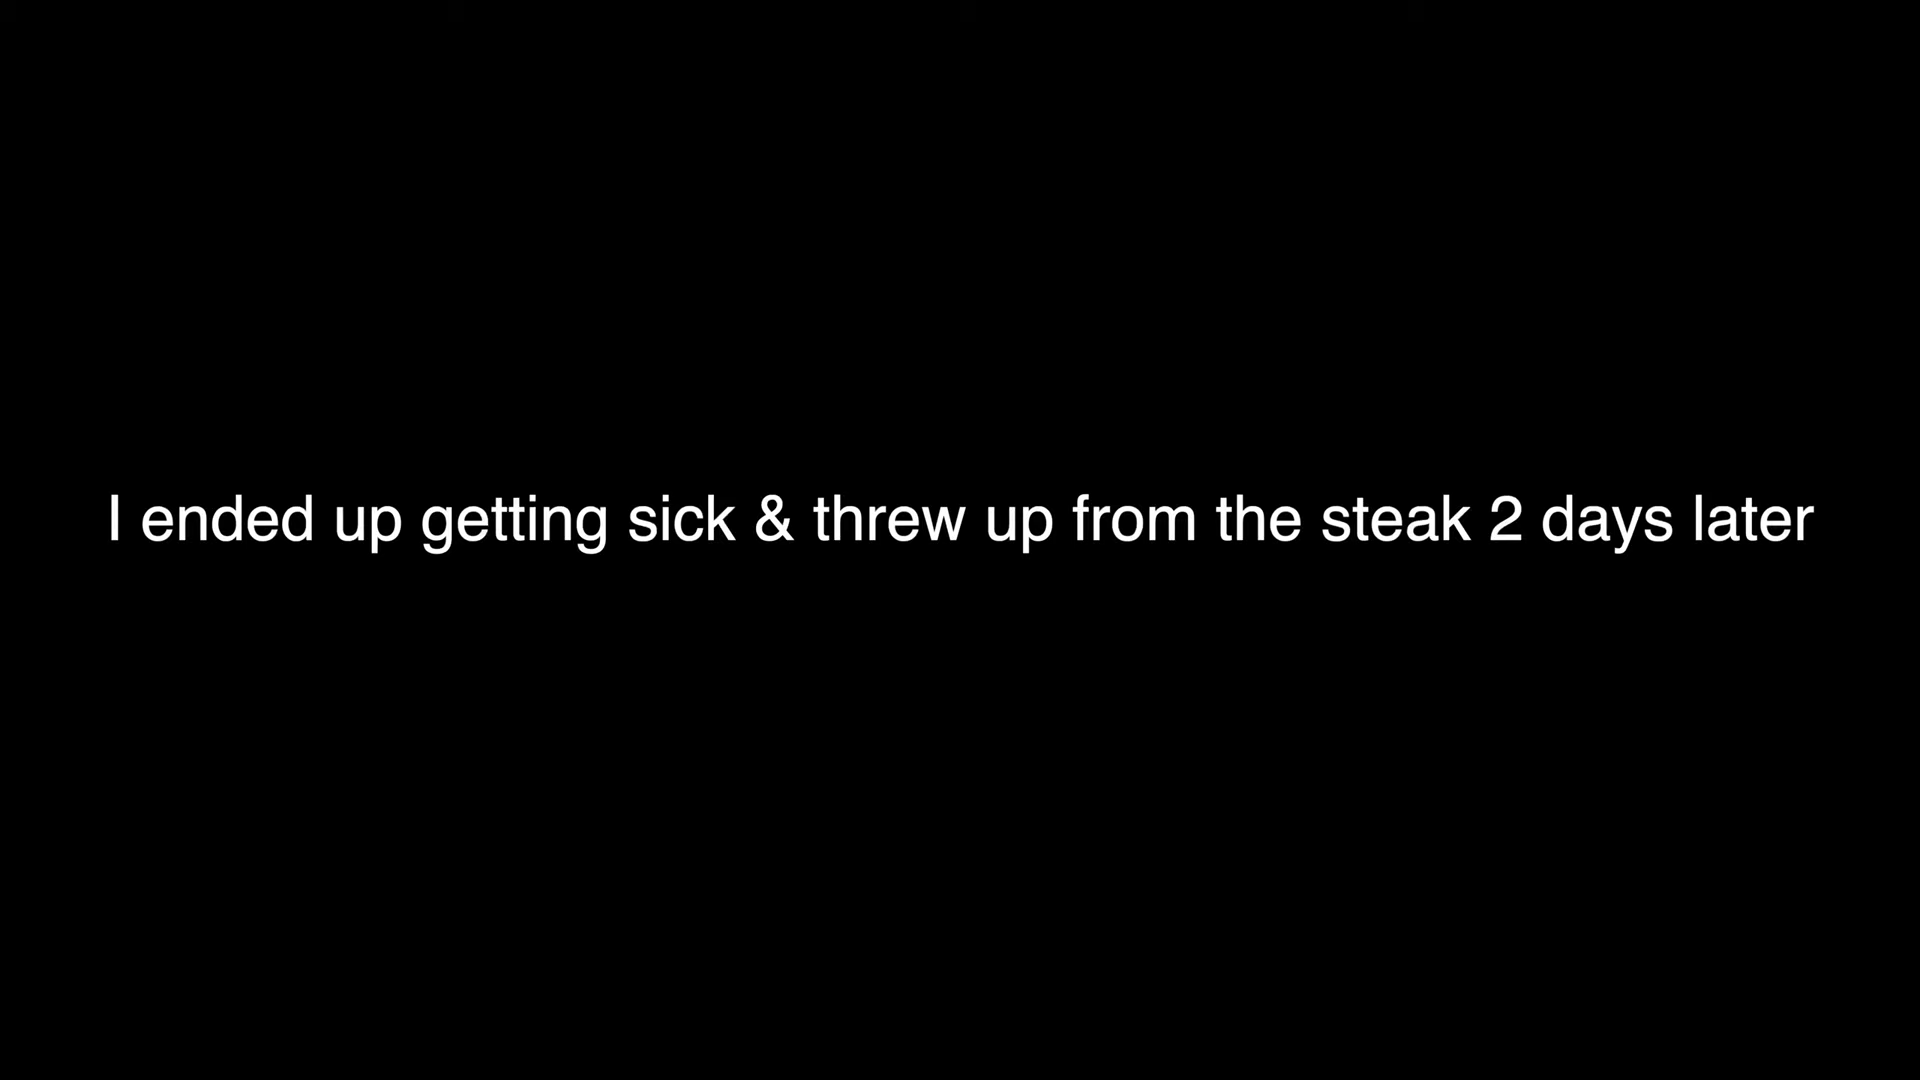 I ended up getting sick & threw up from the steak 2 days later